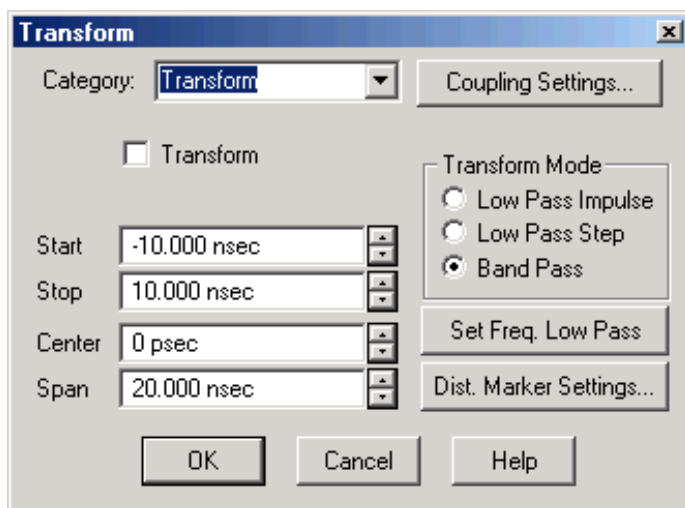 Transform
Category: Transform Coupling Settings...
Transform
Transform Mode
Low Pass Impulse
Low Pass Step
Band Pass
Start -10.000 nsec
Stop 10.000 nsec
Center 0 psec
Span 20.000 nsec
Set Freq. Low Pass
Dist. Marker Settings...
OK Cancel Help